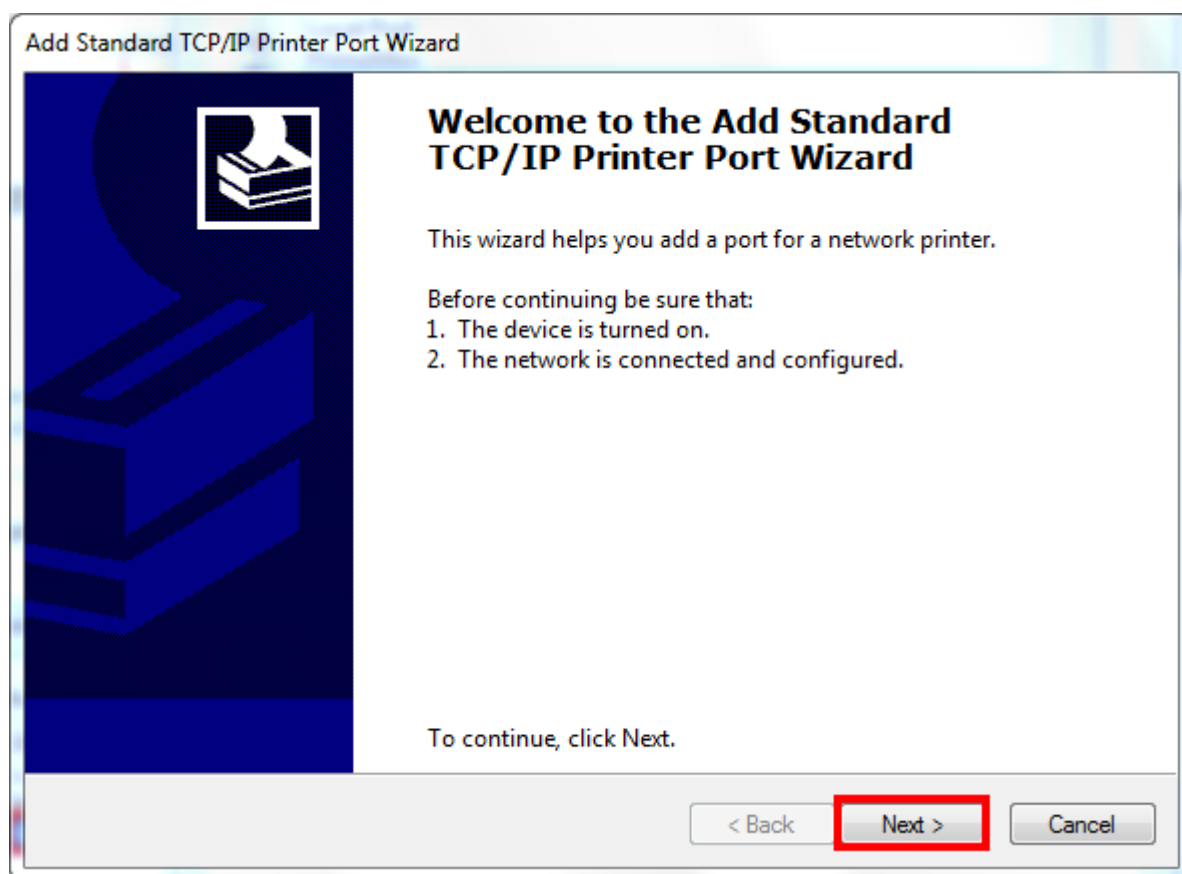 Add Standard TCP/IP Printer Port Wizard
Welcome to the Add Standard
TCP/IP Printer Port Wizard
This wizard helps you add a port for a network printer.
Before continuing be sure that:
1. The device is turned on.
2. The network is connected and configured.
To continue, click Next.
< Back Next > Cancel